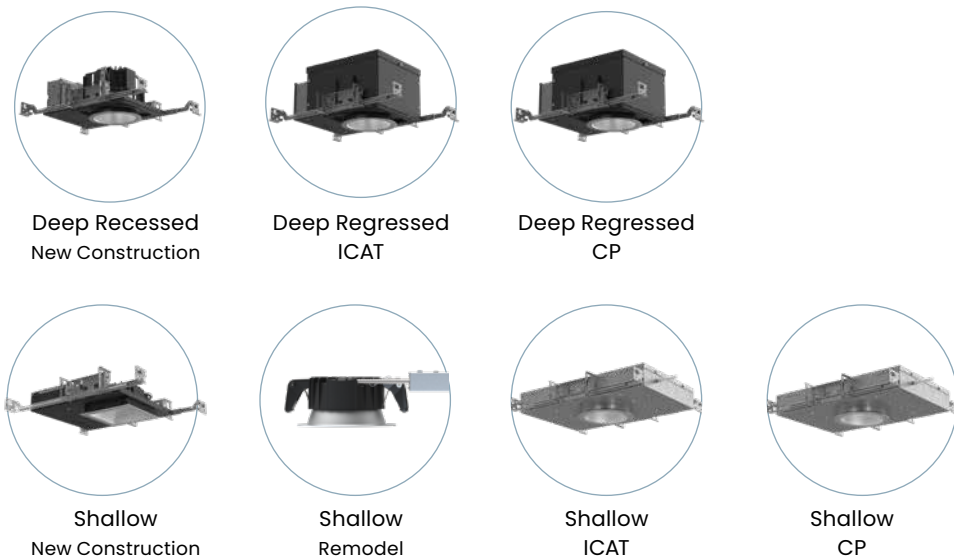 Deep Recessed
New Construction
Deep Regressed
ICAT
Deep Regressed
CP
Shallow
New Construction
Shallow
Remodel
Shallow
ICAT
Shallow
CP